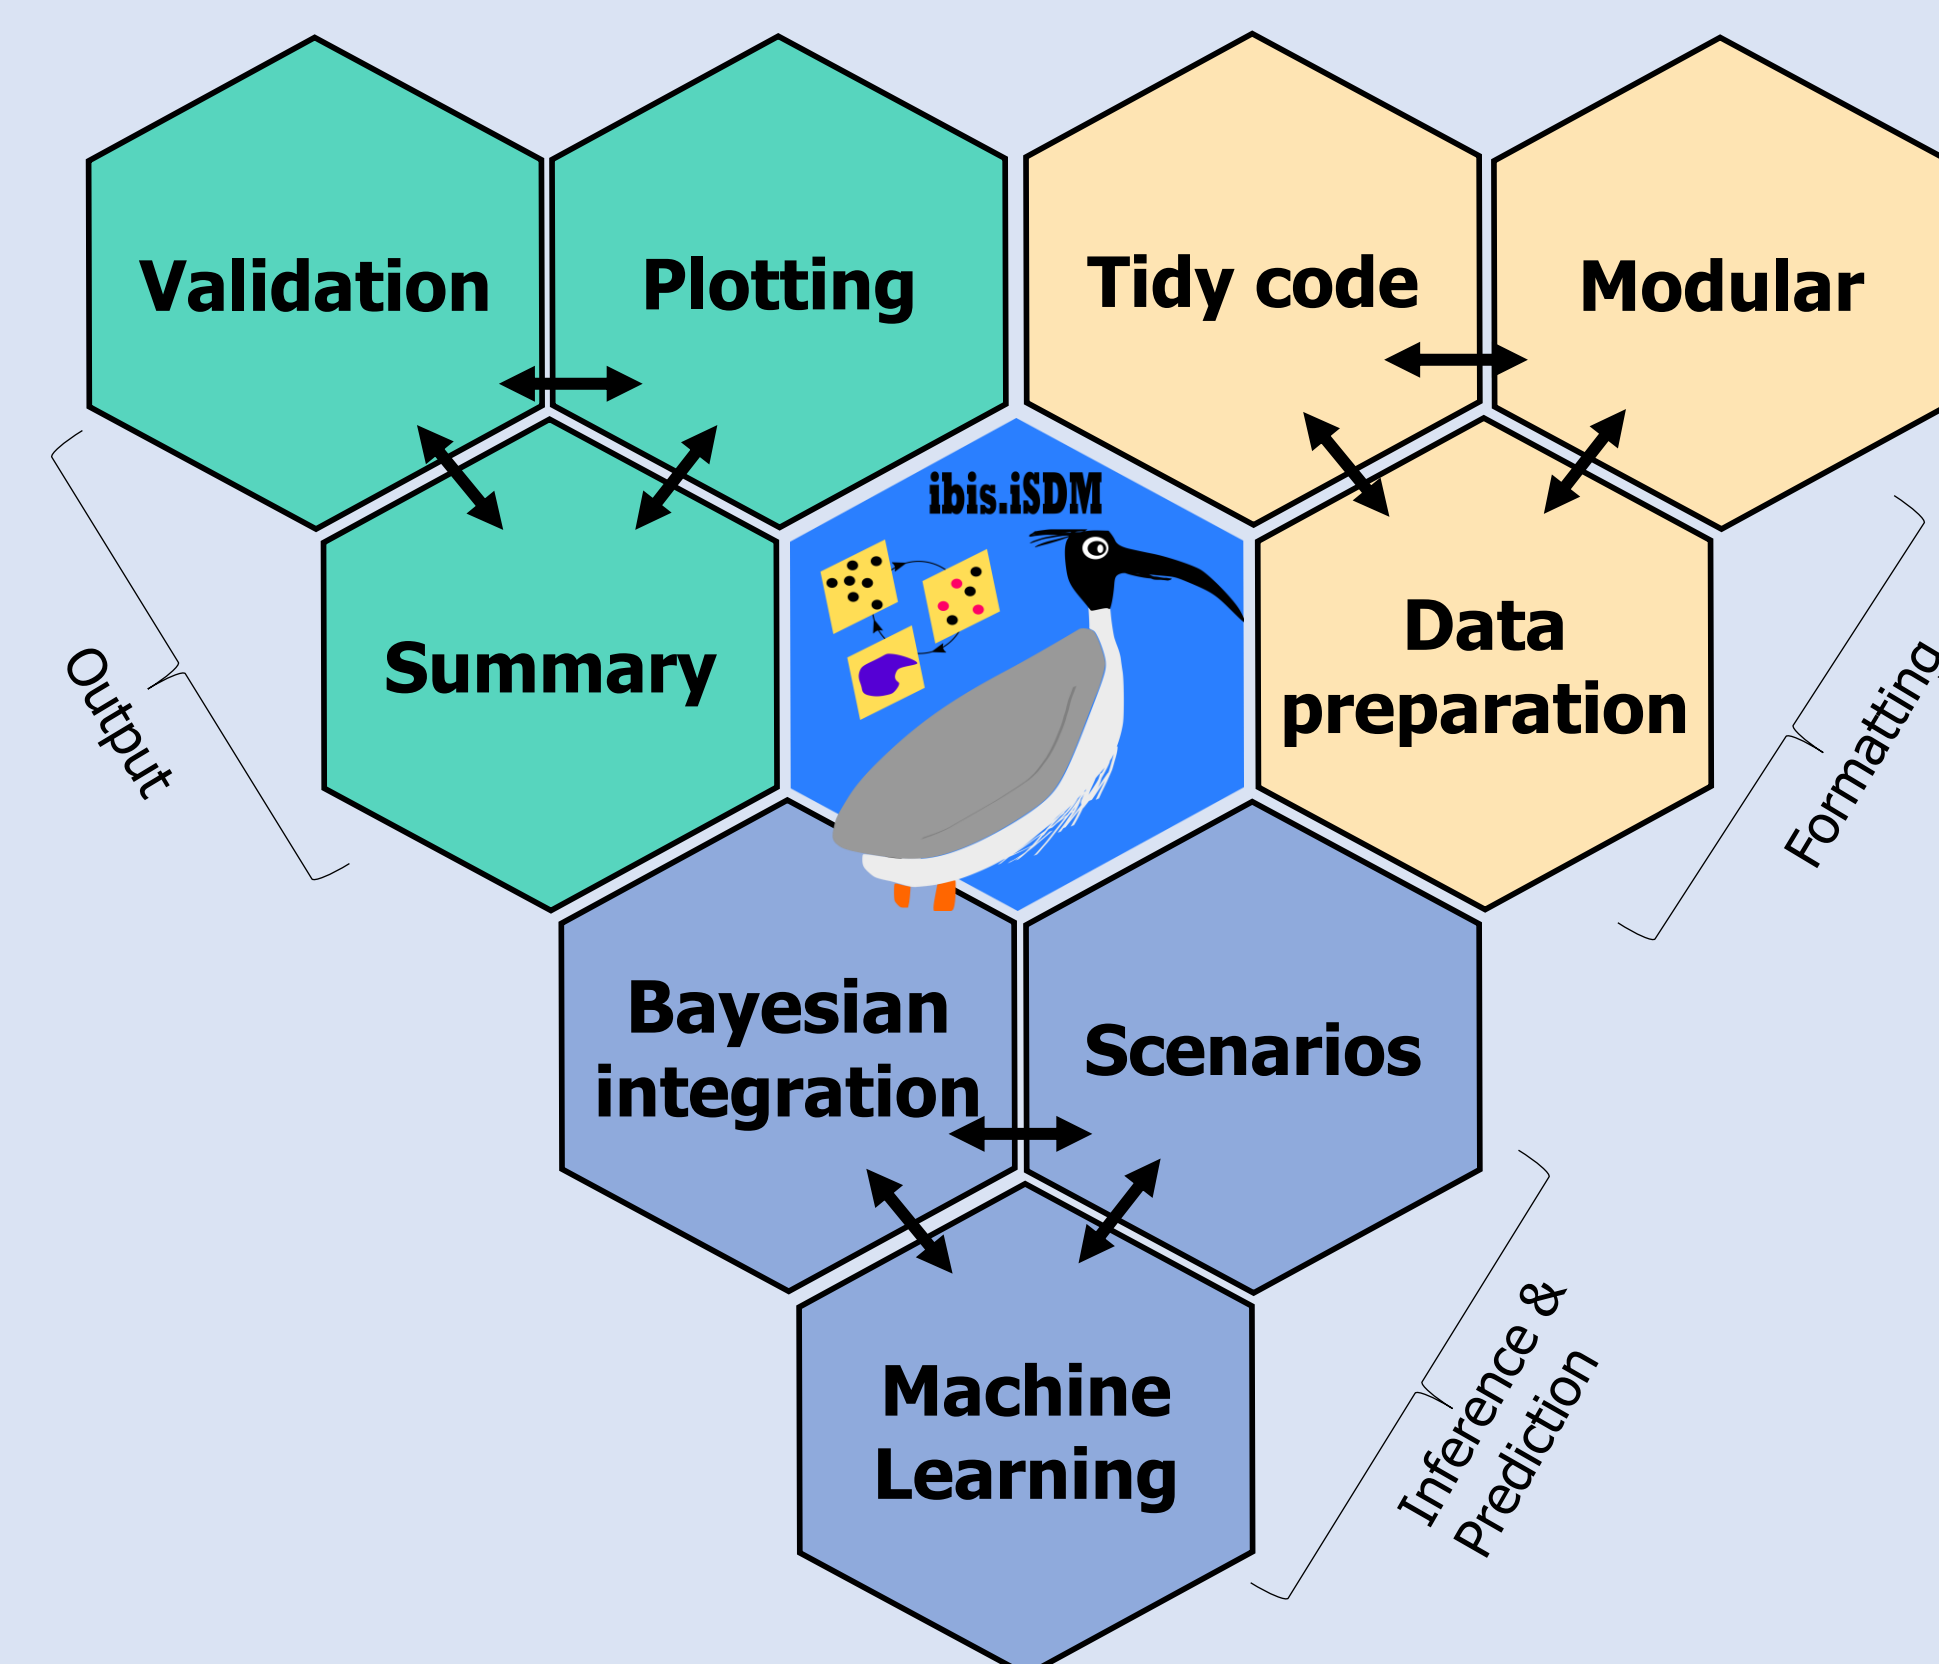 Validation
Plotting
Tidy code
Modular
ibis.iSDM
Summary
Data
preparation
Output
Formatting
Bayesian
integration
Scenarios
Machine
Learning
Inference &
Prediction